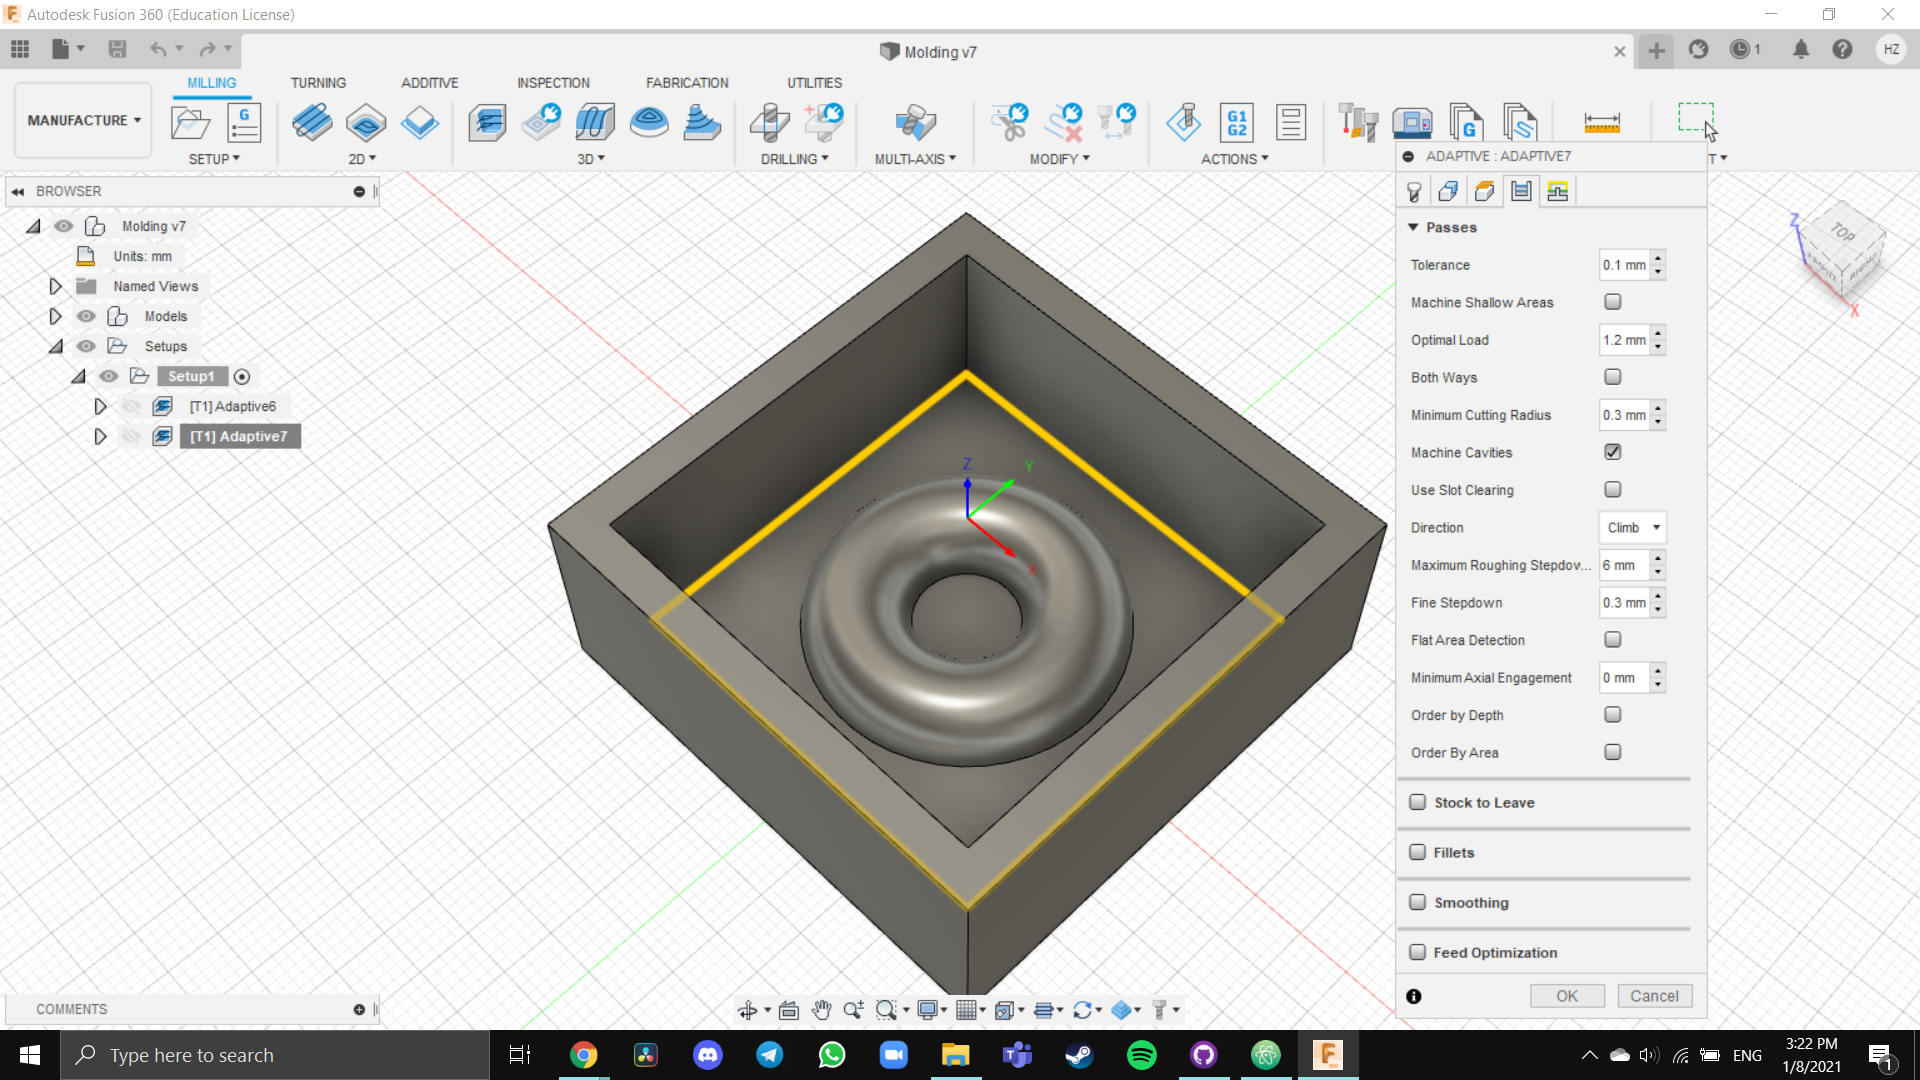 Autodesk Fusion 360 (Education License)
Molding v7
1
HZ
MANUFACTURE
MILLING
TURNING
ADDITIVE
INSPECTION
FABRICATION
UTILITIES
G
G1
G2
G
SETUP
2D
3D
DRILLING
MULTI-AXIS
MODIFY
ACTIONS
T
BROWSER
Molding v7
Units: mm
Named Views
Models
Setups
Setup1
[T1] Adaptive6
[T1] Adaptive7
Z
Y
X
Z
TOP
FRONT
RIGHT
X
ADAPTIVE : ADAPTIVE7
Passes
Tolerance 0.1 mm
Machine Shallow Areas
Optimal Load 1.2 mm
Both Ways
Minimum Cutting Radius 0.3 mm
Machine Cavities
Use Slot Clearing
Direction Climb
Maximum Roughing Stepdov... 6 mm
Fine Stepdown 0.3 mm
Flat Area Detection
Minimum Axial Engagement 0 mm
Order by Depth
Order By Area
Stock to Leave
Fillets
Smoothing
Feed Optimization
OK
Cancel
COMMENTS
Type here to search
ENG
3:22 PM
1/8/2021
1